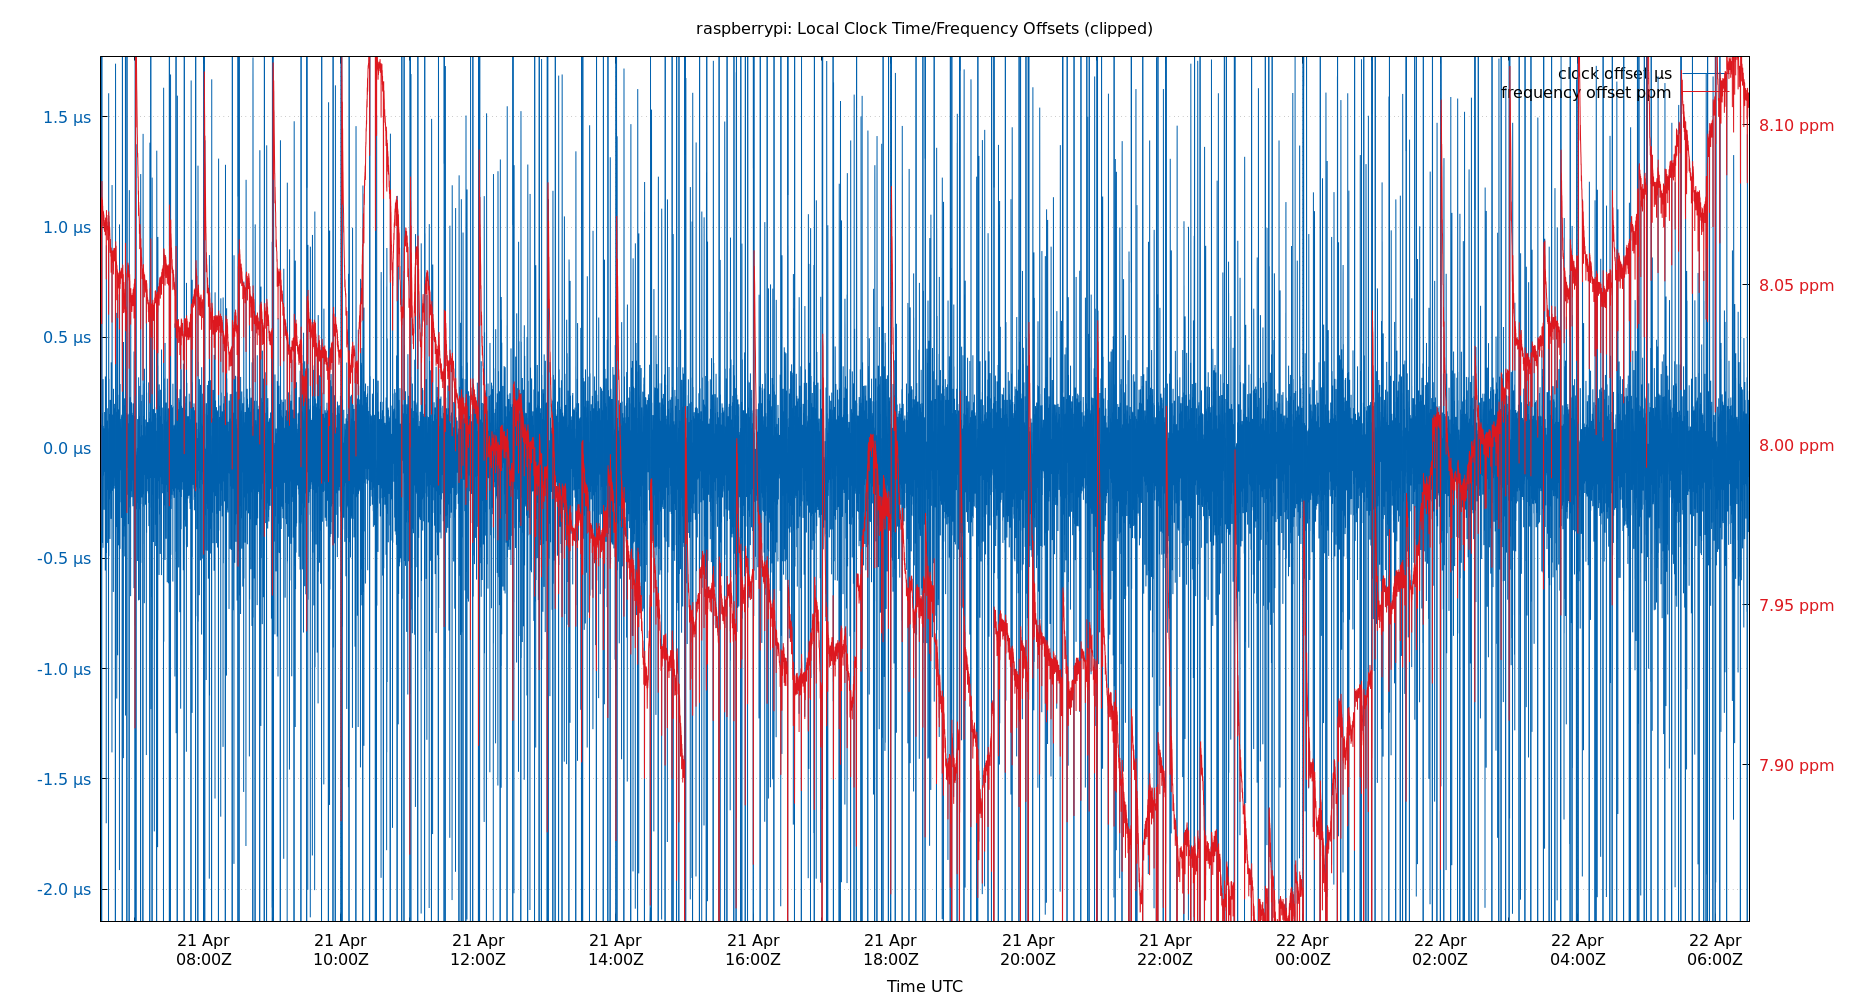 raspberrypi: Local Clock Time/Frequency Offsets (clipped)
clock offset µs
frequency offset ppm
1.5 µs
1.0 µs
0.5 µs
0.0 µs
-0.5 µs
-1.0 µs
-1.5 µs
-2.0 µs
8.10 ppm
8.05 ppm
8.00 ppm
7.95 ppm
7.90 ppm
21 Apr
08:00Z
21 Apr
10:00Z
21 Apr
12:00Z
21 Apr
14:00Z
21 Apr
16:00Z
21 Apr
18:00Z
21 Apr
20:00Z
21 Apr
22:00Z
22 Apr
00:00Z
22 Apr
02:00Z
22 Apr
04:00Z
22 Apr
06:00Z
Time UTC